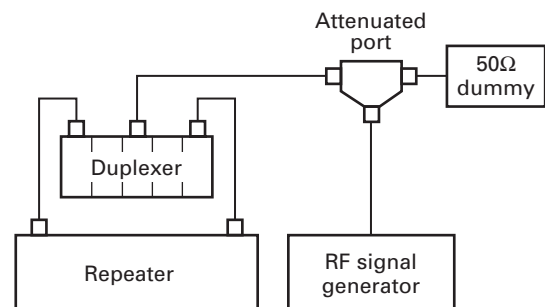 Attenuated
port
50Ω
dummy
Duplexer
Repeater
RF signal
generator